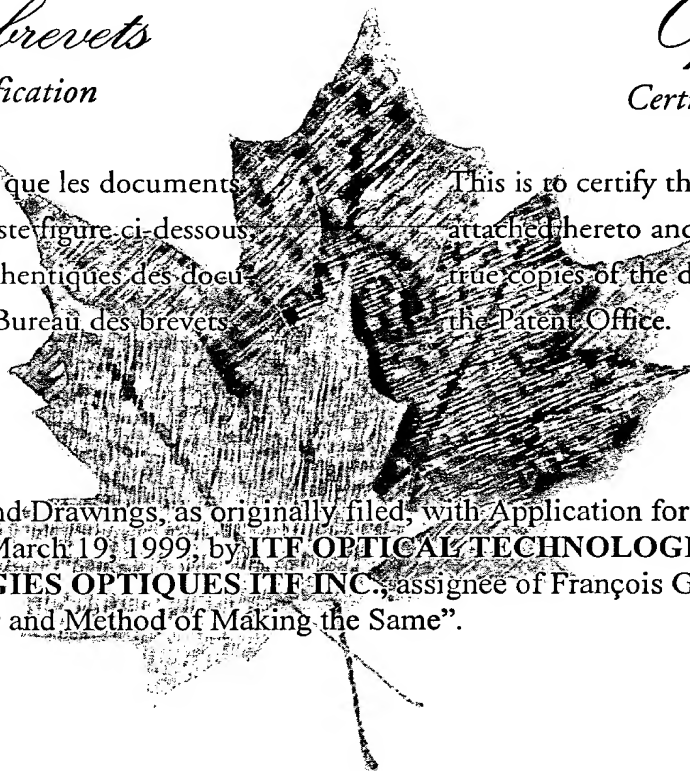 brevets
fication
Certi
que les documents
ste figure ci-dessous
hentiques des docu-
Bureau des brevets
This is to certify th
attached hereto and
true copies of the d
the Patent Office.
nd Drawings, as originally filed, with Application for
March 19, 1999, by ITF OPTICAL TECHNOLOGI
GIES OPTIQUES ITF INC., assignee of François G
and Method of Making the Same”.